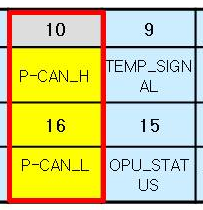 10 9
P-CAN_H TEMP_SIGN
AL
16 15
P-CAN_L OPU_STAT
US